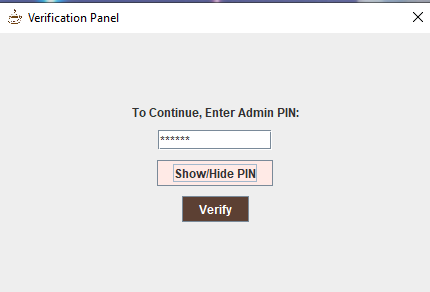 Verification Panel
To Continue, Enter Admin PIN:
******
Show/Hide PIN
Verify